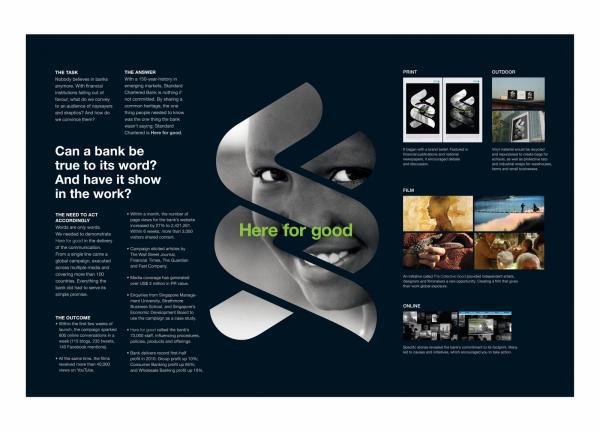 THE TASK
Nobody believes in banks
anymore. With financial
institutions falling out of
favour, what do we convey
to an audience of naysayers
and skeptics? And how do
we convince them?
THE ANSWER
With a 150-year-history in
emerging markets, Standard
Chartered Bank is nothing if
not committed. By sharing a
common heritage, the one
thing people needed to know
was the one thing the bank
wasn't saying: Standard
Chartered is Here for good.
Can a bank be
true to its word?
And have it show
in the work?
THE NEED TO ACT
ACCORDINGLY
Words are only words.
We needed to demonstrate
Here for good in the delivery
of the communication.
From a single line came a
global campaign, executed
across multiple media and
covering more than 100
countries. Everything the
bank did had to serve its
simple promise.
THE OUTCOME
• Within the first few weeks of
launch, the campaign sparked
600 online conversations in a
week (115 blogs, 233 tweets,
140 Facebook mentions).
• At the same time, the films
received more than 40,000
views on YouTube.
• Within a month, the number of
page views for the bank's website
increased by 27% to 2,421,261.
Within 6 weeks, more than 3,000
visitors shared content.
• Campaign elicited articles by
The Wall Street Journal,
Financial Times, The Guardian
and Fast Company.
• Media coverage has generated
over US$ 3 million in PR value.
• Enquiries from Singapore Manage-
ment University, Strathmore
Business School, and Singapore's
Economic Development Board to
use the campaign as a case study.
• Here for good rallied the bank's
75,000 staff, influencing procedures,
policies, products and offerings.
• Bank delivers record first-half
profit in 2010: Group profit up 10%;
Consumer Banking profit up 65%,
and Wholesale Banking profit up 15%.
Here for good
PRINT
It began with a brand belief. Featured in
financial publications and national
newspapers, it encouraged debate
and discussion.
OUTDOOR
Vinyl material would be recycled
and repurposed to create bags for
schools, as well as protective tarp
and industrial wraps for warehouses,
farms and small businesses.
FILM
An initiative called The Collective Good provided independent artists,
designers and filmmakers a rare opportunity. Creating a film that gives
their work global exposure.
ONLINE
Specific stories revealed the bank's commitment to its footprint. Many
led to causes and initiatives, which encouraged you to take action.